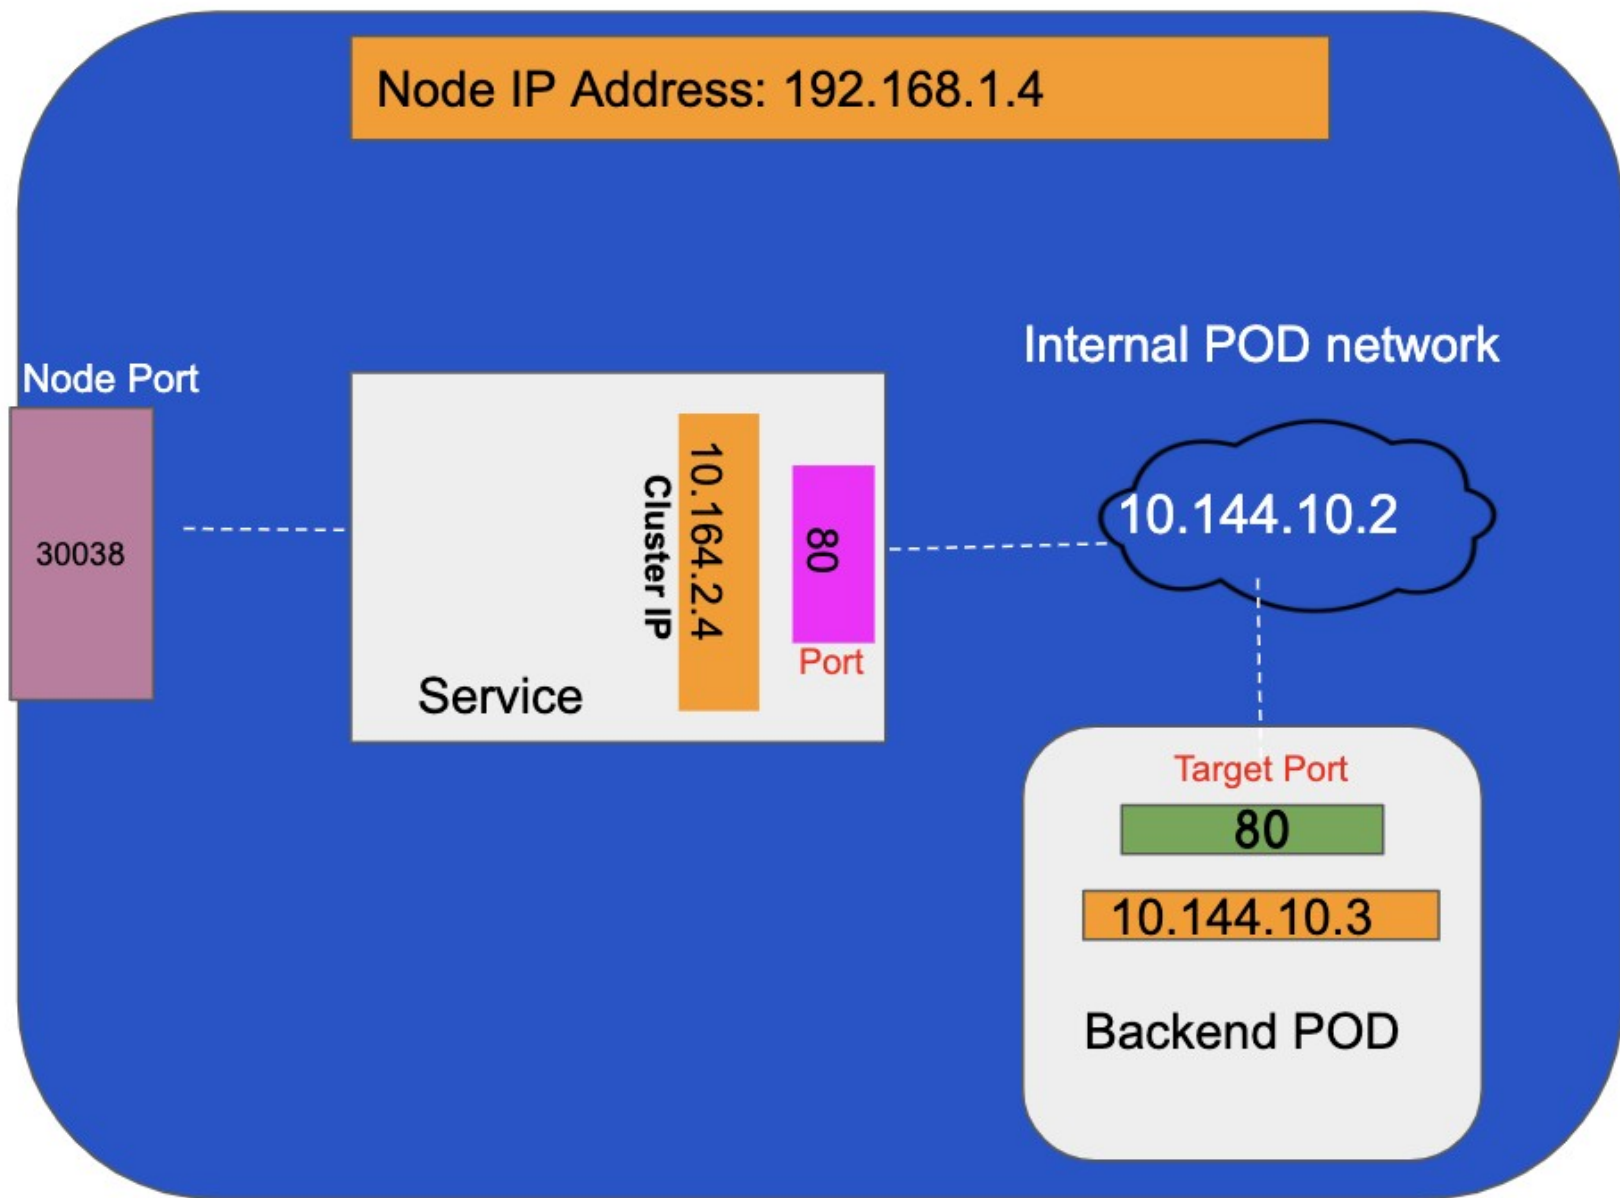 Node IP Address: 192.168.1.4
Internal POD network
Node Port
30038
10.164.2.4
Cluster IP
80
Port
Service
10.144.10.2
Target Port
80
10.144.10.3
Backend POD